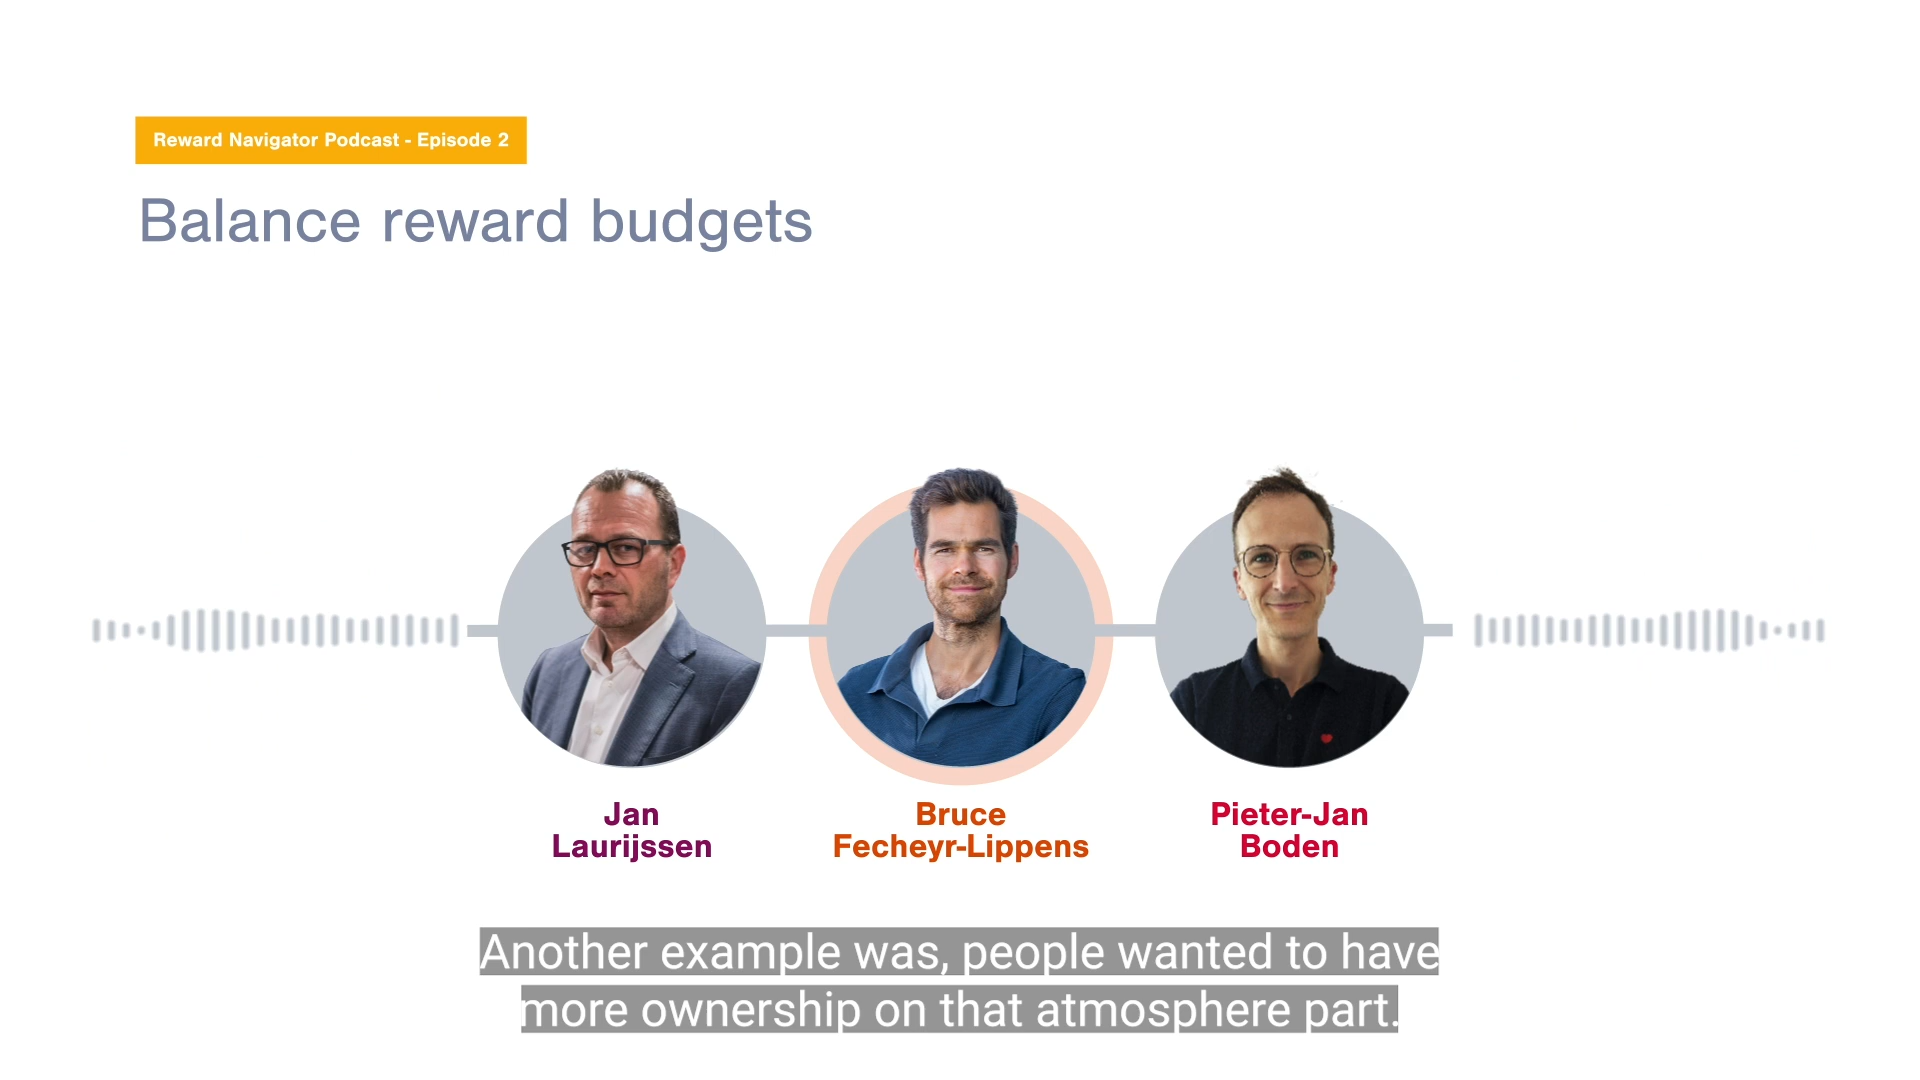 Reward Navigator Podcast - Episode 2
Balance reward budgets
Jan
Laurijssen
Bruce
Fecheyr-Lippens
Pieter-Jan
Boden
Another example was, people wanted to have
more ownership on that atmosphere part.